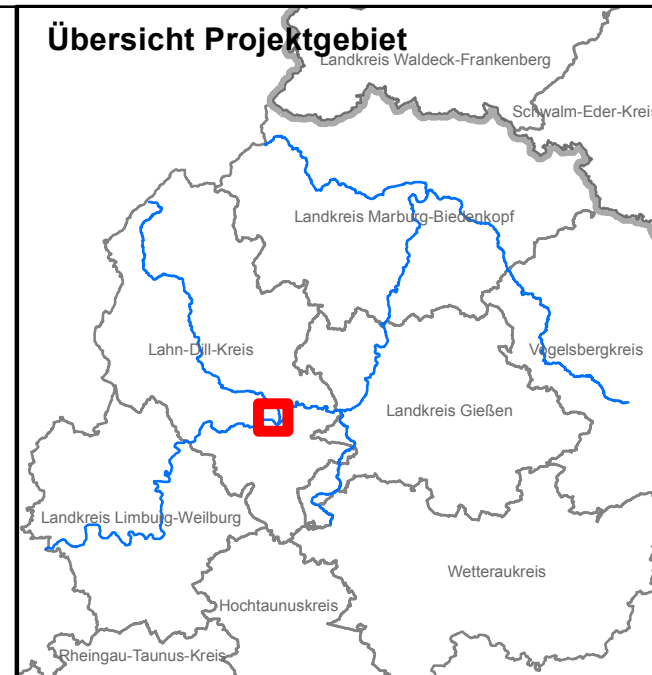 Übersicht Projektgebiet
Landkreis Waldeck-Frankenberg
Schwalm-Eder-Kreis
Landkreis Marburg-Biedenkopf
Lahn-Dill-Kreis
Vogelsbergkreis
Landkreis Gießen
Landkreis Limburg-Weilburg
Wetteraukreis
Hochtaunuskreis
Rheingau-Taunus-Kreis